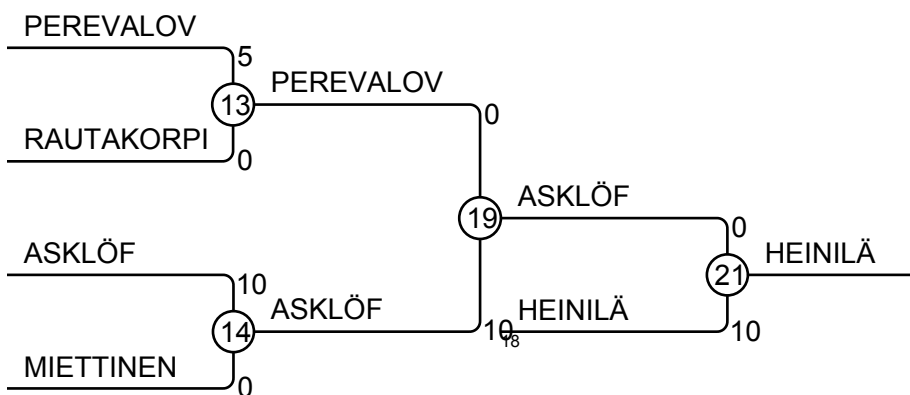 PEREVALOV
5
13
PEREVALOV
RAUTAKORPI
0
0
19
ASKLÖF
ASKLÖF
10
14
ASKLÖF
10
MIETTINEN
0
0
21
HEINILÄ
HEINILÄ
18
10